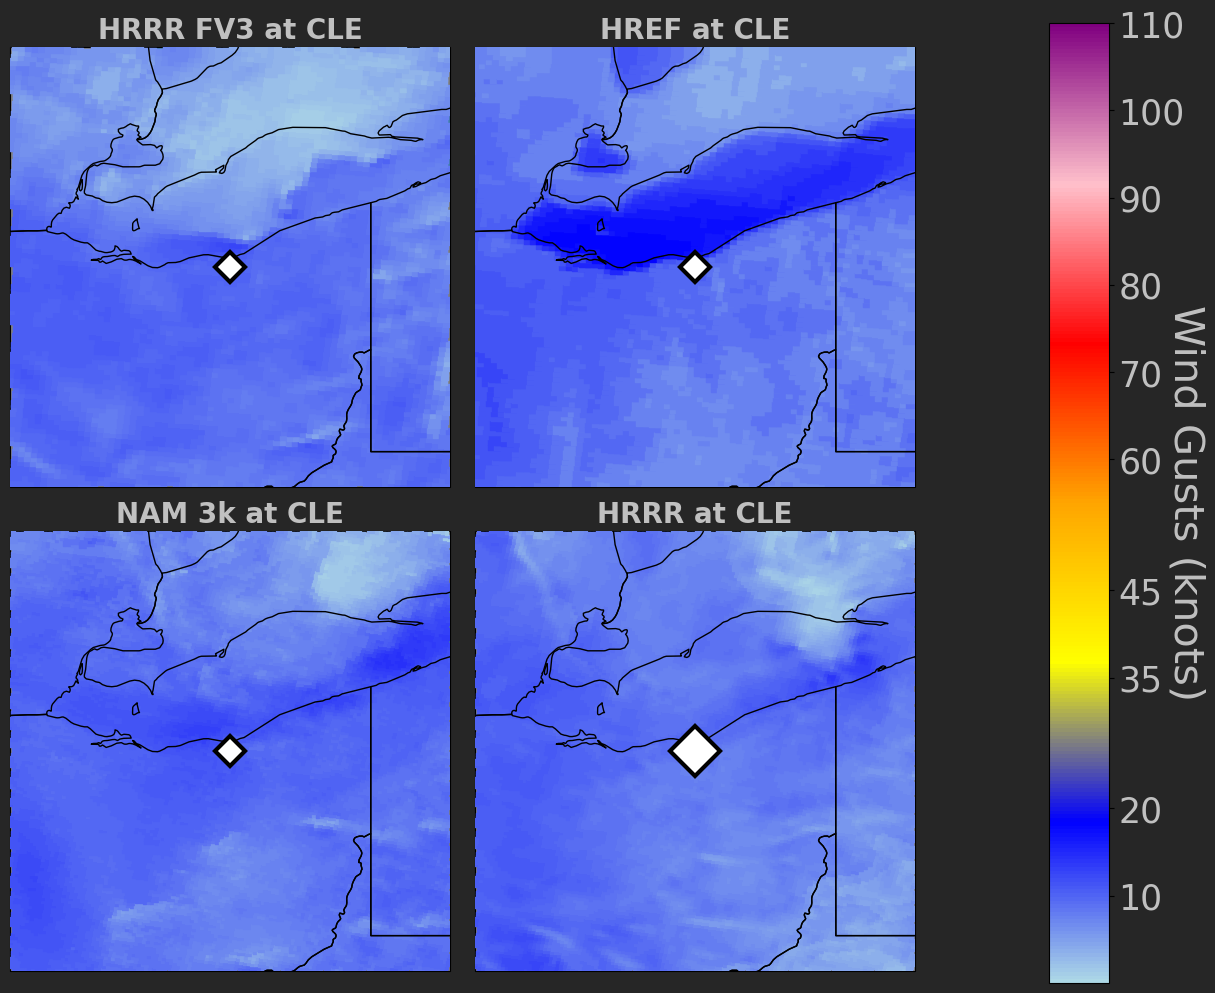 HRRR FV3 at CLE
HREF at CLE
NAM 3k at CLE
HRRR at CLE
110
100
90
80
70
60
45
35
20
10
Wind Gusts (knots)